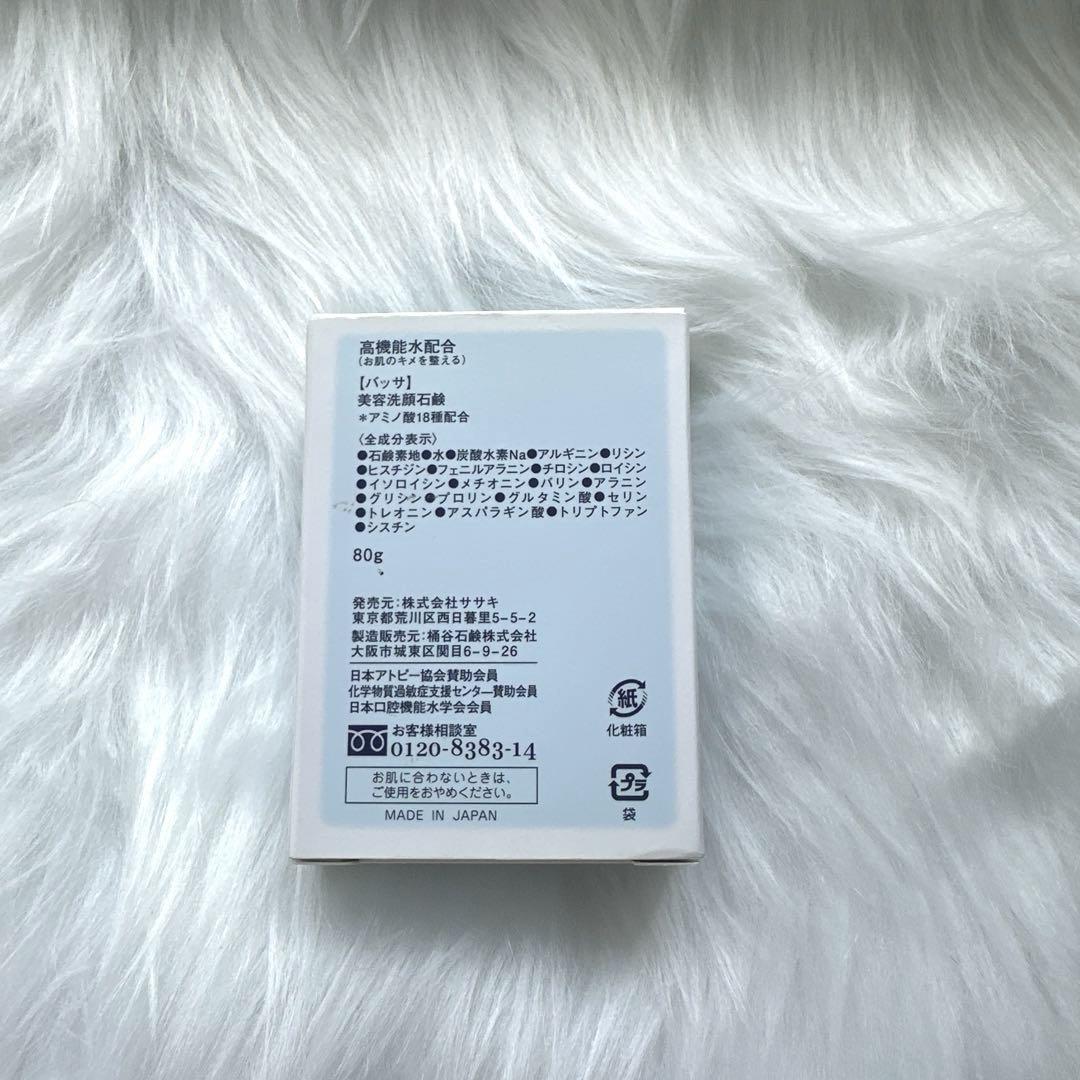 高機能水配合
(お肌のキメを整える)
【バッサ】
美容洗顔石鹸
*アミノ酸18種配合
〈全成分表示〉
●石鹸素地●水●炭酸水素Na●アルギニン●リシン
●ヒスチジン●フェニルアラニン●チロシン●ロイシン
●イソロイシン●メチオニン●バリン●アラニン
●グリシン●プロリン●グルタミン酸●セリン
●トレオニン●アスパラギン酸●トリプトファン
●シスチン
80g
発売元:株式会社ササキ
東京都荒川区西日暮里5-5-2
製造販売元:桶谷石鹸株式会社
大阪市城東区関目6-9-26
日本アトピー協会賛助会員
化学物質過敏症支援センター賛助会員
日本口腔機能水学会会員
お客様相談室
0120-8383-14
お肌に合わないときは、
ご使用をおやめください。
MADE IN JAPAN
紙
化粧箱
プラ
袋